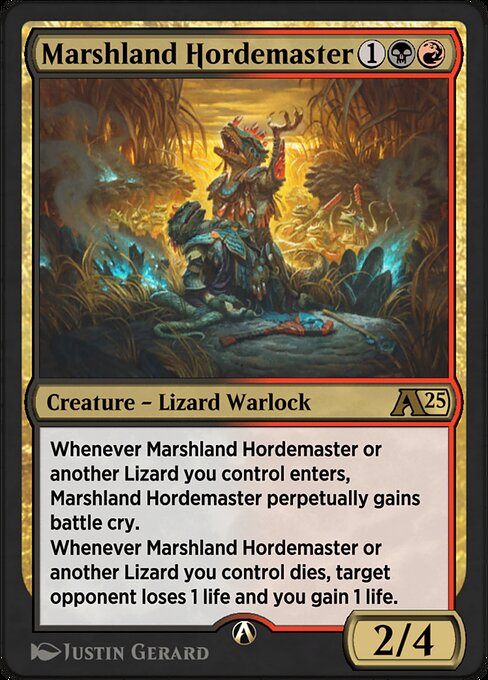 Marshland Hordemaster 1
Creature – Lizard Warlock
A25
Whenever Marshland Hordemaster or
another Lizard you control enters,
Marshland Hordemaster perpetually gains
battle cry.
Whenever Marshland Hordemaster or
another Lizard you control dies, target
opponent loses 1 life and you gain 1 life.
2/4
Justin Gerard